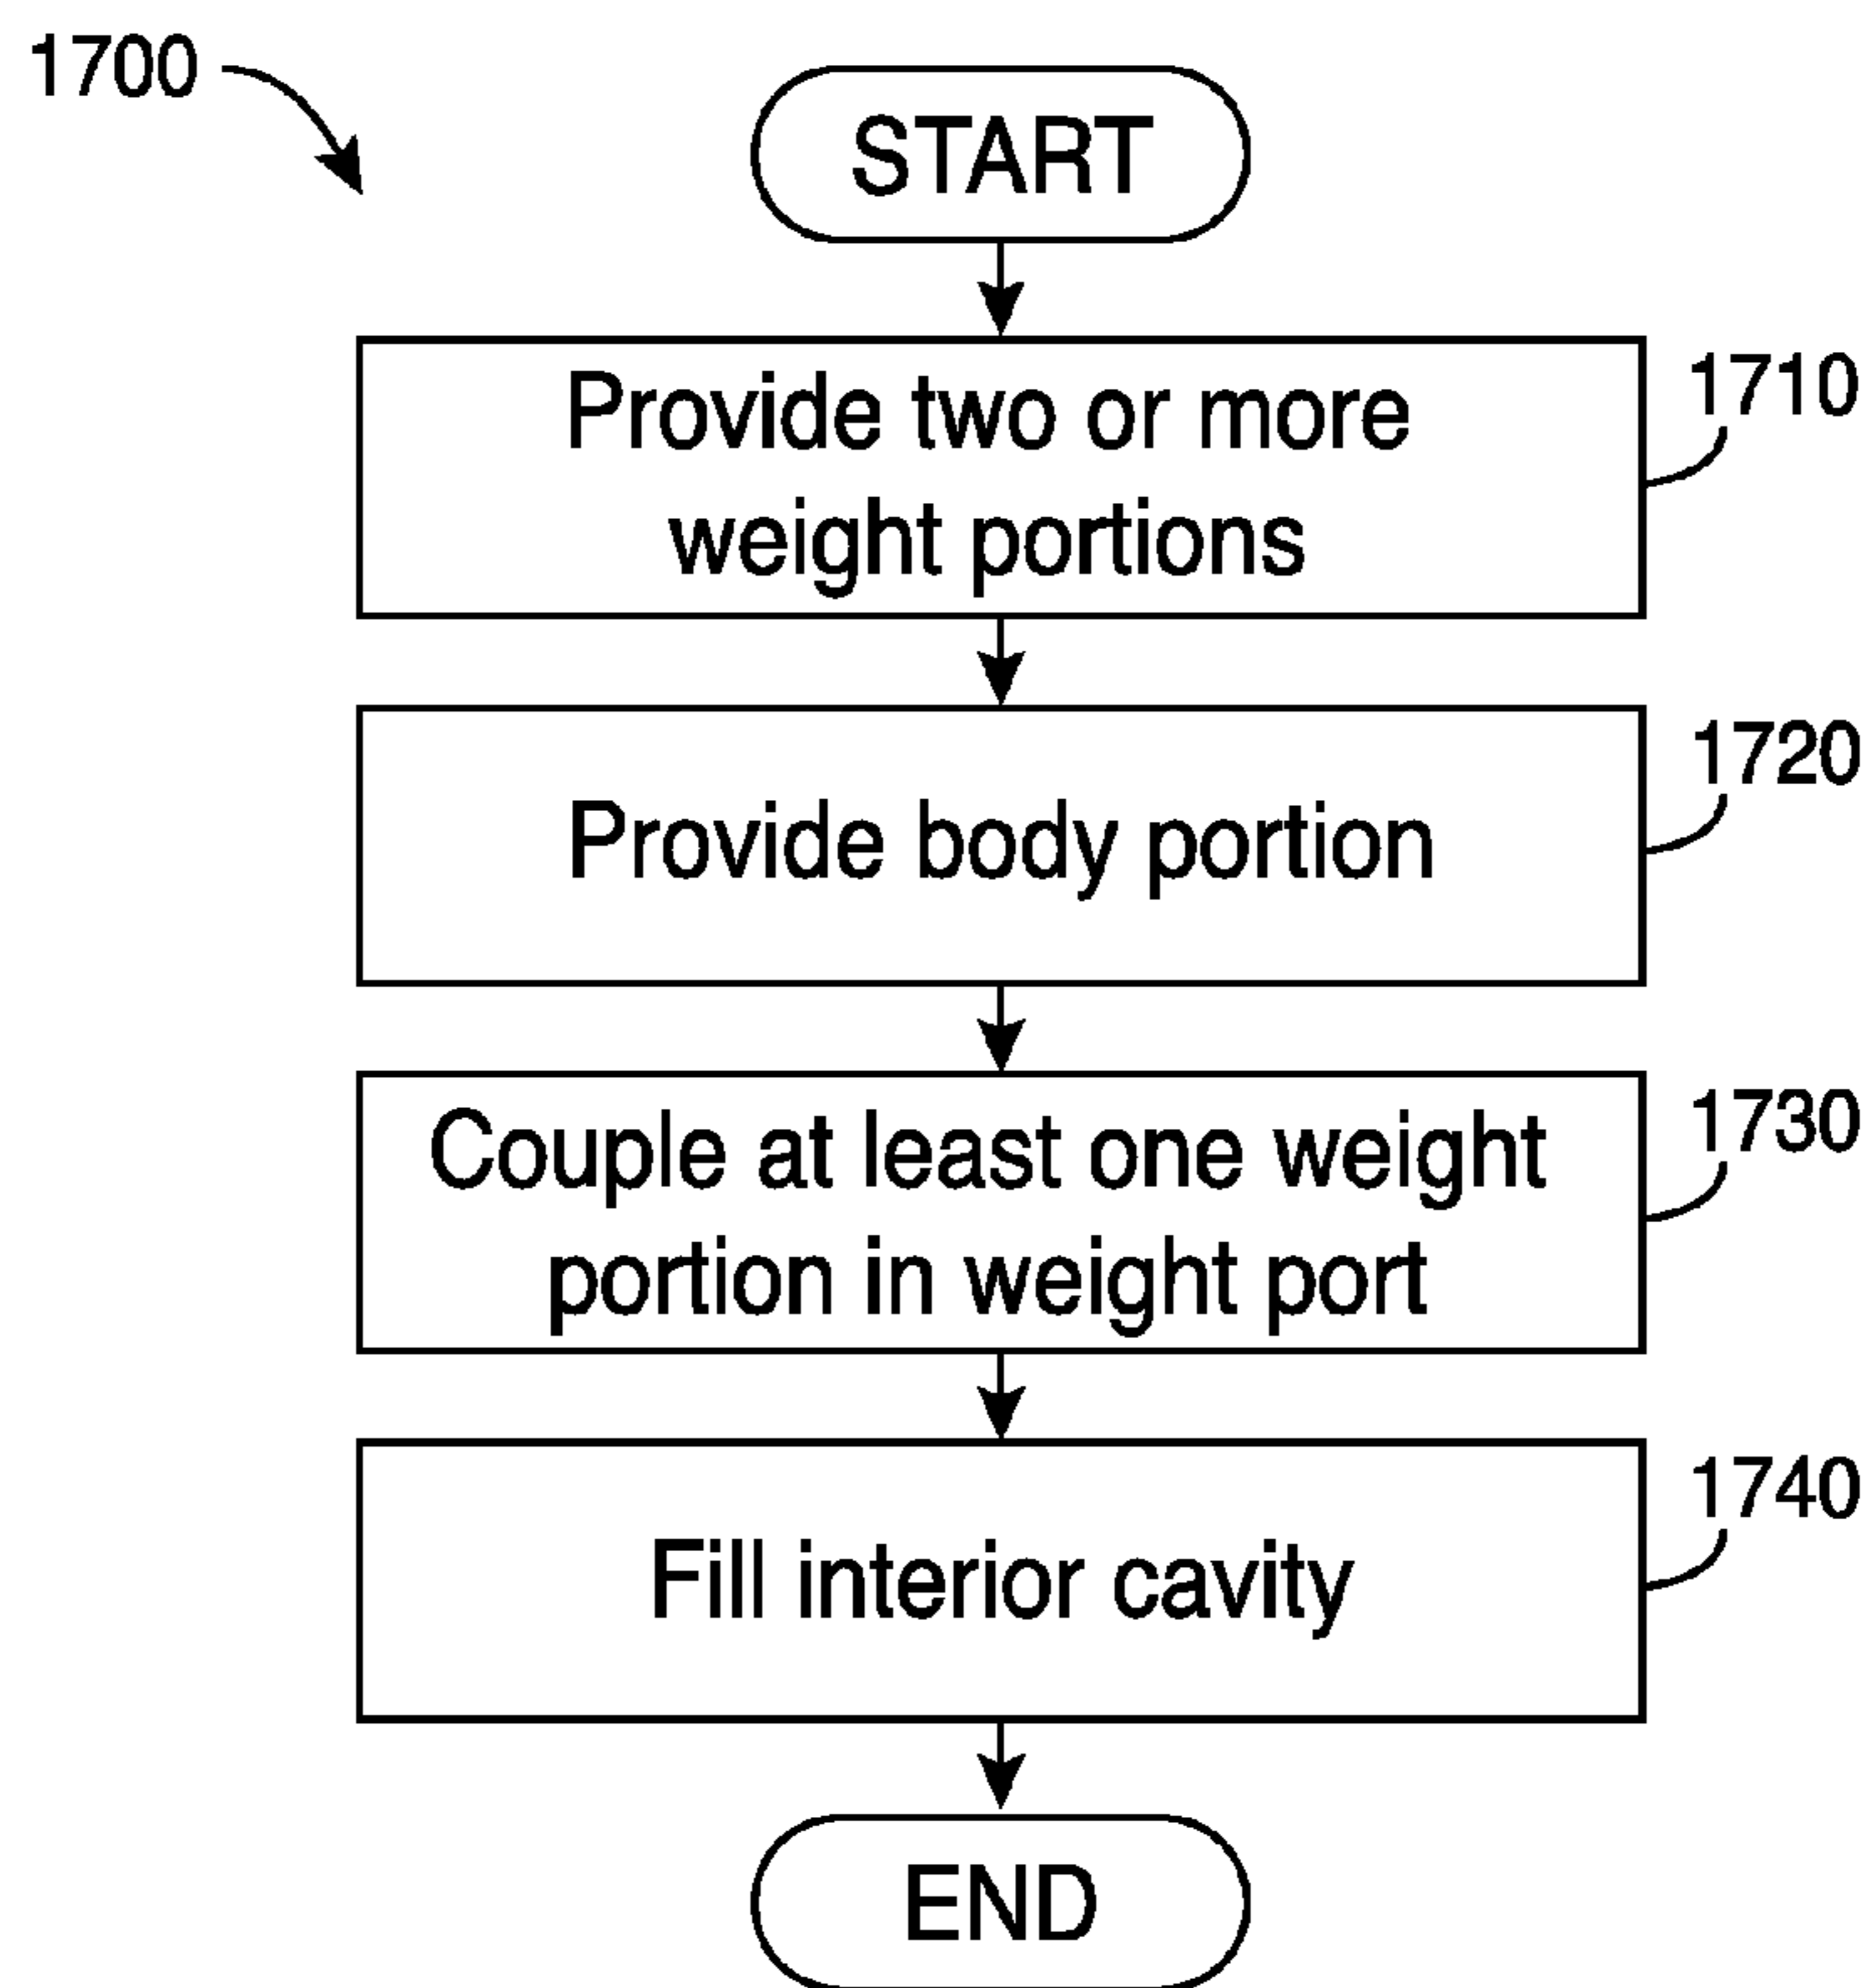 1700
START
Provide two or more
weight portions
1710
Provide body portion
1720
Couple at least one weight
portion in weight port
1730
Fill interior cavity
1740
END